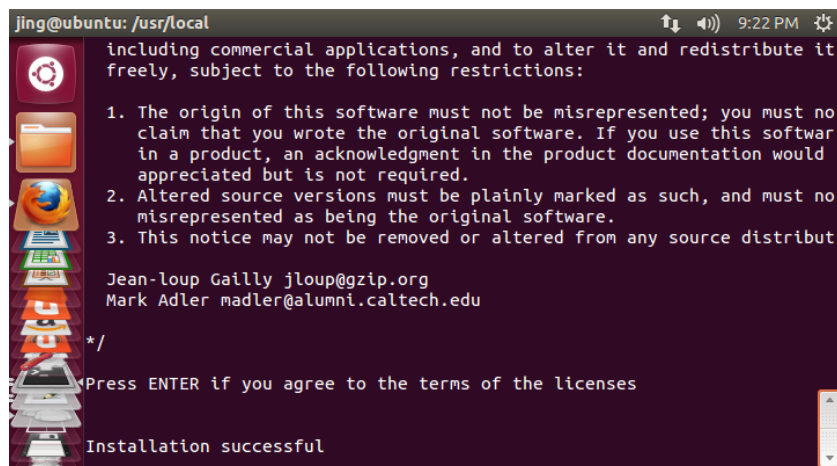 jing@ubuntu: /usr/local
9:22 PM
including commercial applications, and to alter it and redistribute it
freely, subject to the following restrictions:
1. The origin of this software must not be misrepresented; you must no
claim that you wrote the original software. If you use this softwar
in a product, an acknowledgment in the product documentation would
appreciated but is not required.
2. Altered source versions must be plainly marked as such, and must no
misrepresented as being the original software.
3. This notice may not be removed or altered from any source distribut
Jean-loup Gailly jloup@gzip.org
Mark Adler madler@alumni.caltech.edu
*/
Press ENTER if you agree to the terms of the licenses
Installation successful